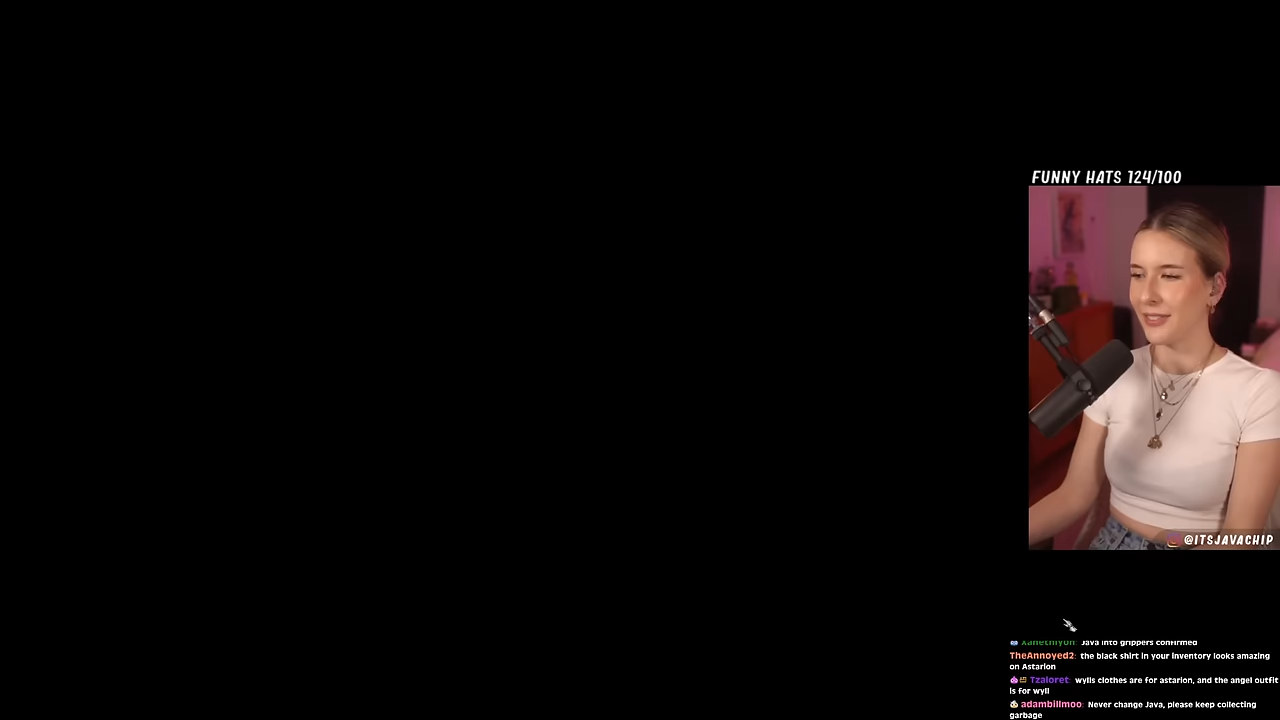 FUNNY HATS 124/100
@ITSJAVACHIP
Xanethiyon: Java into grippers confirmed
TheAnnoyed2: the black shirt in your inventory looks amazing
on Astarion
Tzaloret: wylls clothes are for astarion, and the angel outfit
is for wyll
adambillmoo: Never change Java, please keep collecting
garbage